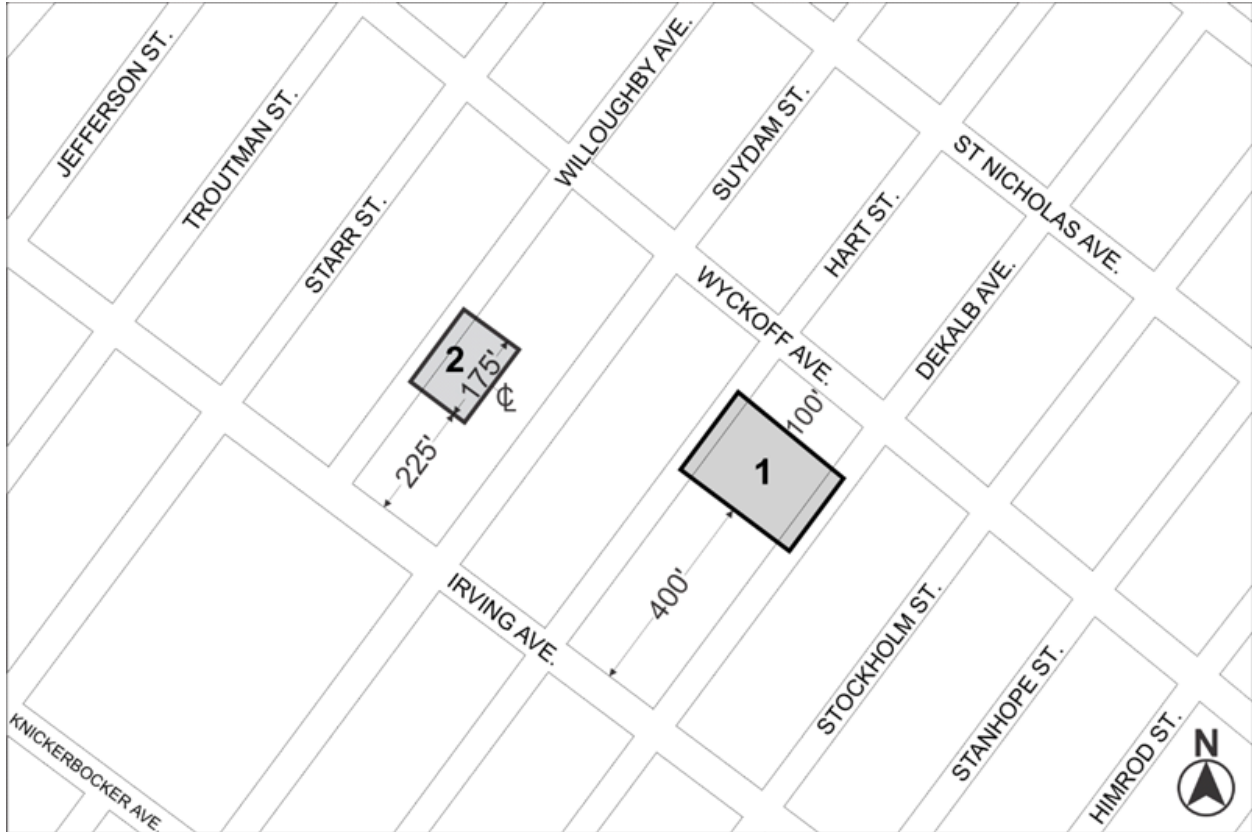 JEFFERSON ST.
TROUTMAN ST.
STARR ST.
WILLOUGHBY AVE.
SUYDAM ST.
HART ST.
ST NICHOLAS AVE.
DEKALB AVE.
WYCKOFF AVE.
2
175'
℄
225'
100'
1
400'
IRVING AVE.
STOCKHOLM ST.
STANHOPE ST.
HIMROD ST.
KNICKERBOCKER AVE.
N